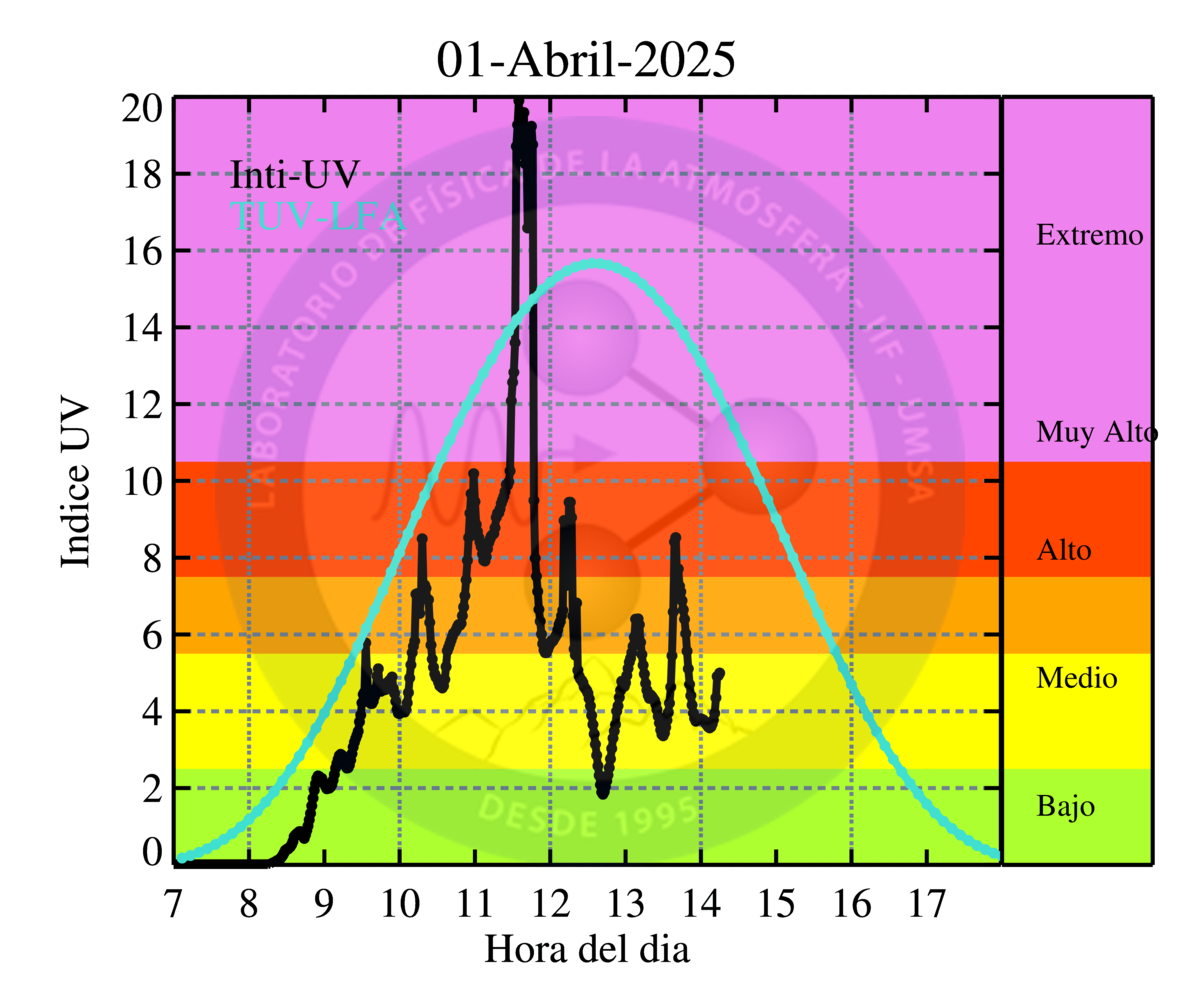 01-Abril-2025
20
18
16
14
12
10
8
6
4
2
0
Indice UV
Inti-UV
TUV-LFA
LABORATORIO DE FÍSICA DE LA ATMÓSFERA - IIF - UMSA
DESDE 1995
Extremo
Muy Alto
Alto
Medio
Bajo
7 8 9 10 11 12 13 14 15 16 17
Hora del dia